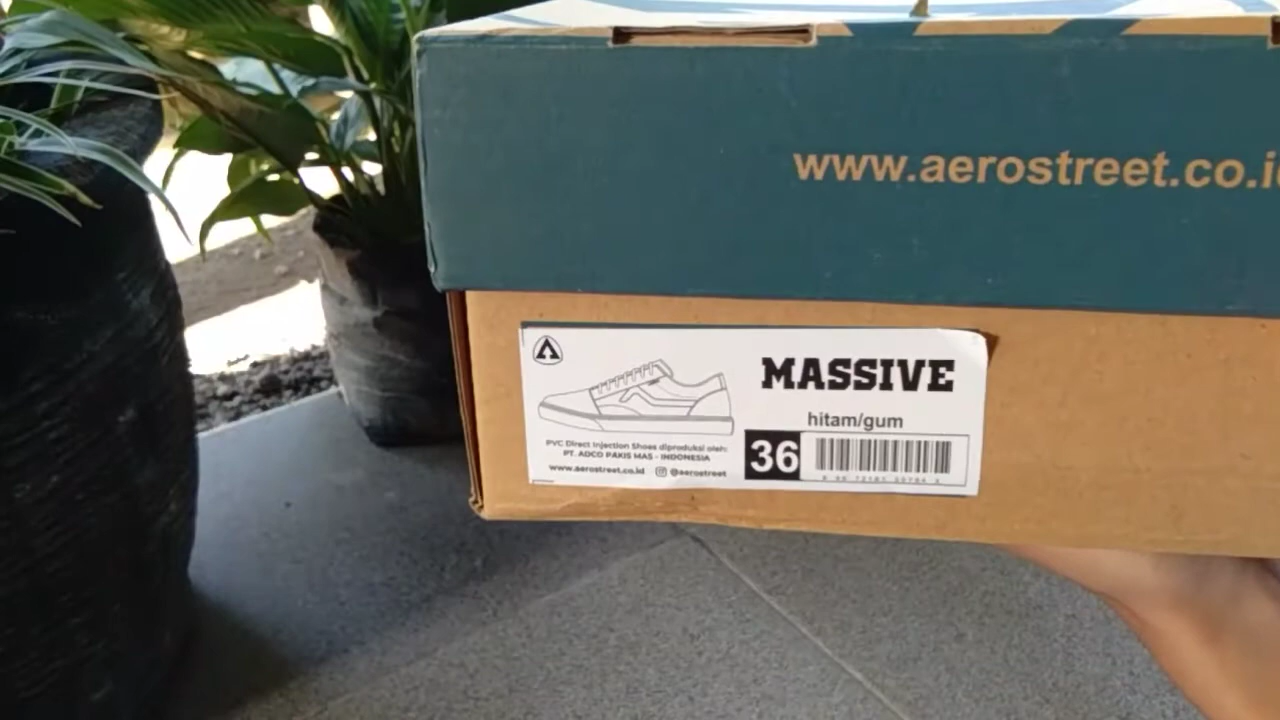 www.aerostreet.co.i
MASSIVE
hitam/gum
36
PVC Direct Injection Shoes diproduksi oleh:
PT. ADCO PAKIS MAS - INDONESIA
www.aerostreet.co.id @aerostreet